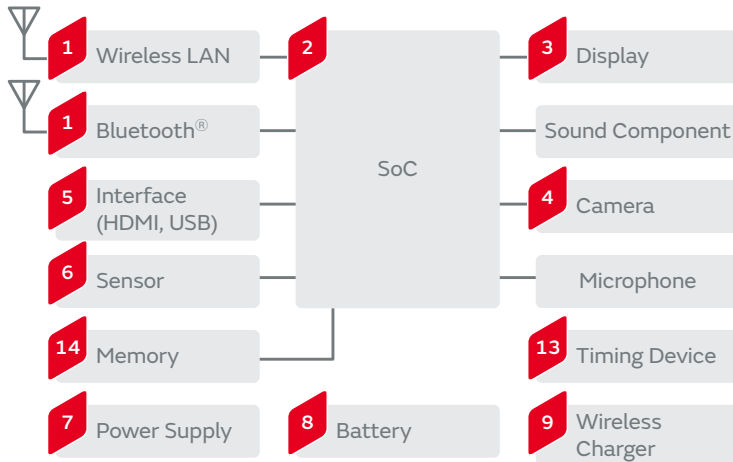 1 Wireless LAN
2
3 Display
1 Bluetooth®
Sound Component
SoC
5 Interface
(HDMI, USB)
4 Camera
6 Sensor
Microphone
14 Memory
13 Timing Device
7 Power Supply
8 Battery
9 Wireless
Charger